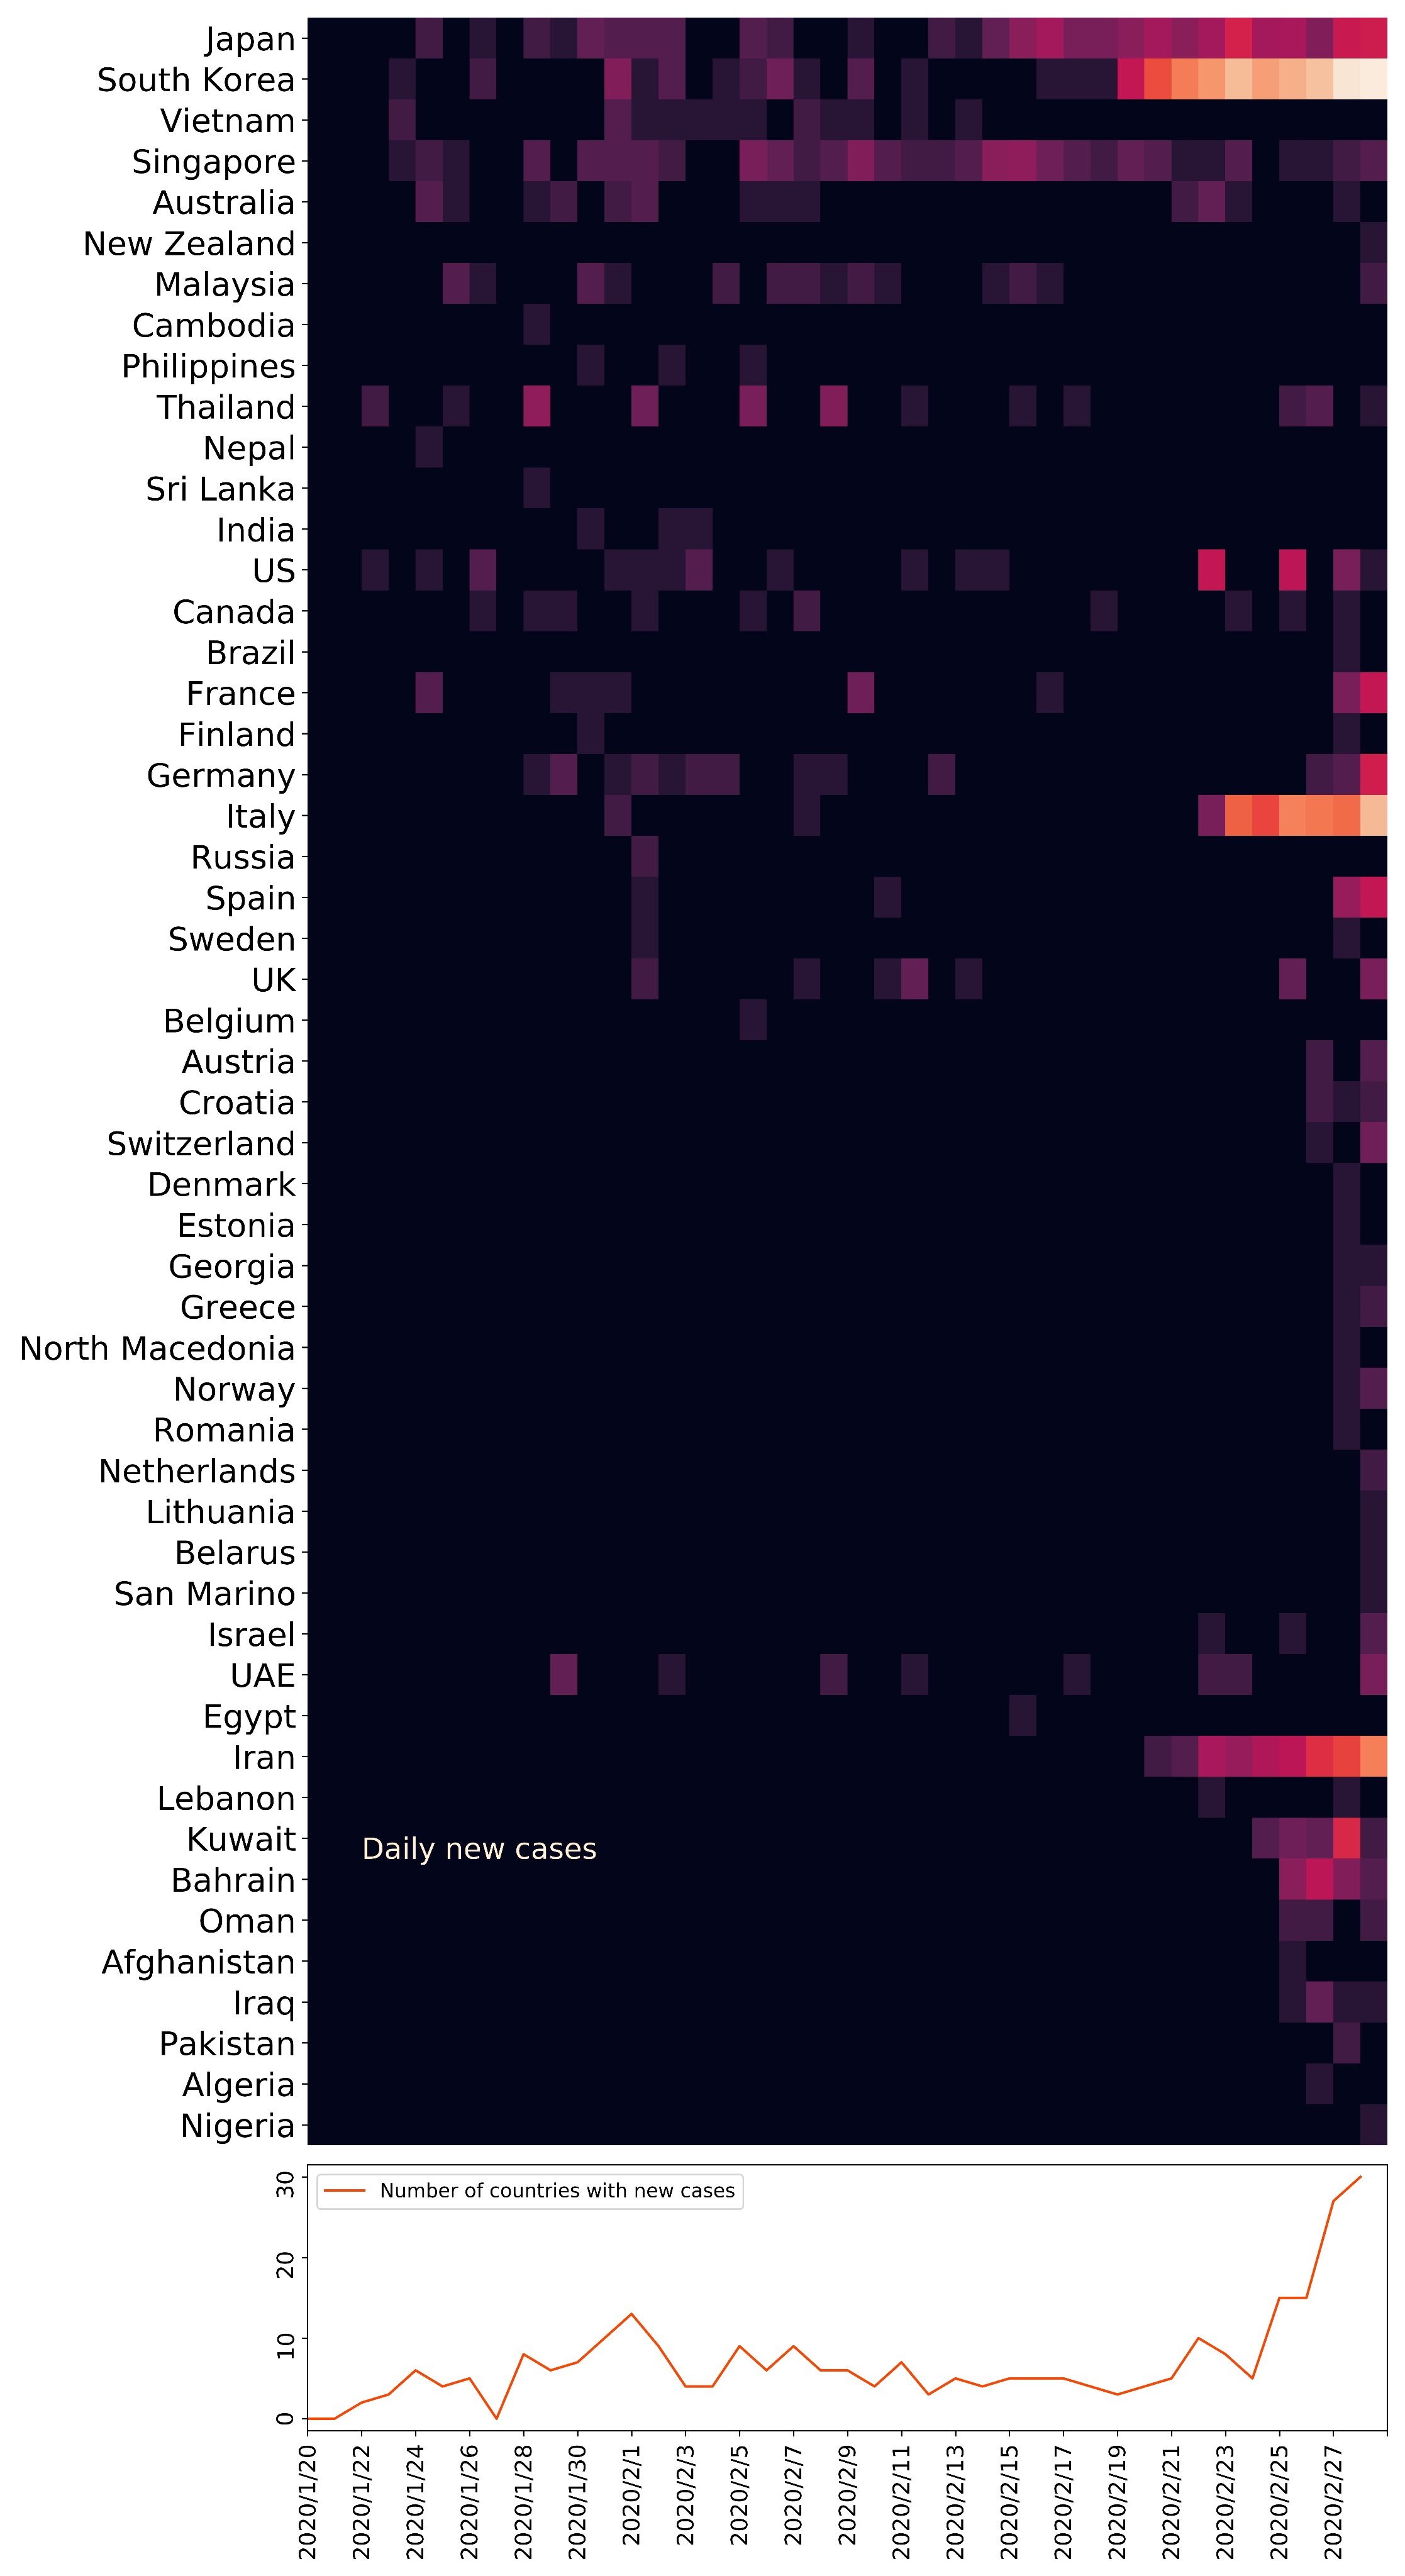 Japan
South Korea
Vietnam
Singapore
Australia
New Zealand
Malaysia
Cambodia
Philippines
Thailand
Nepal
Sri Lanka
India
US
Canada
Brazil
France
Finland
Germany
Italy
Russia
Spain
Sweden
UK
Belgium
Austria
Croatia
Switzerland
Denmark
Estonia
Georgia
Greece
North Macedonia
Norway
Romania
Netherlands
Lithuania
Belarus
San Marino
Israel
UAE
Egypt
Iran
Lebanon
Kuwait
Daily new cases
Bahrain
Oman
Afghanistan
Iraq
Pakistan
Algeria
Nigeria
30
Number of countries with new cases
20
10
0
2020/1/20
2020/1/22
2020/1/24
2020/1/26
2020/1/28
2020/1/30
2020/2/1
2020/2/3
2020/2/5
2020/2/7
2020/2/9
2020/2/11
2020/2/13
2020/2/15
2020/2/17
2020/2/19
2020/2/21
2020/2/23
2020/2/25
2020/2/27